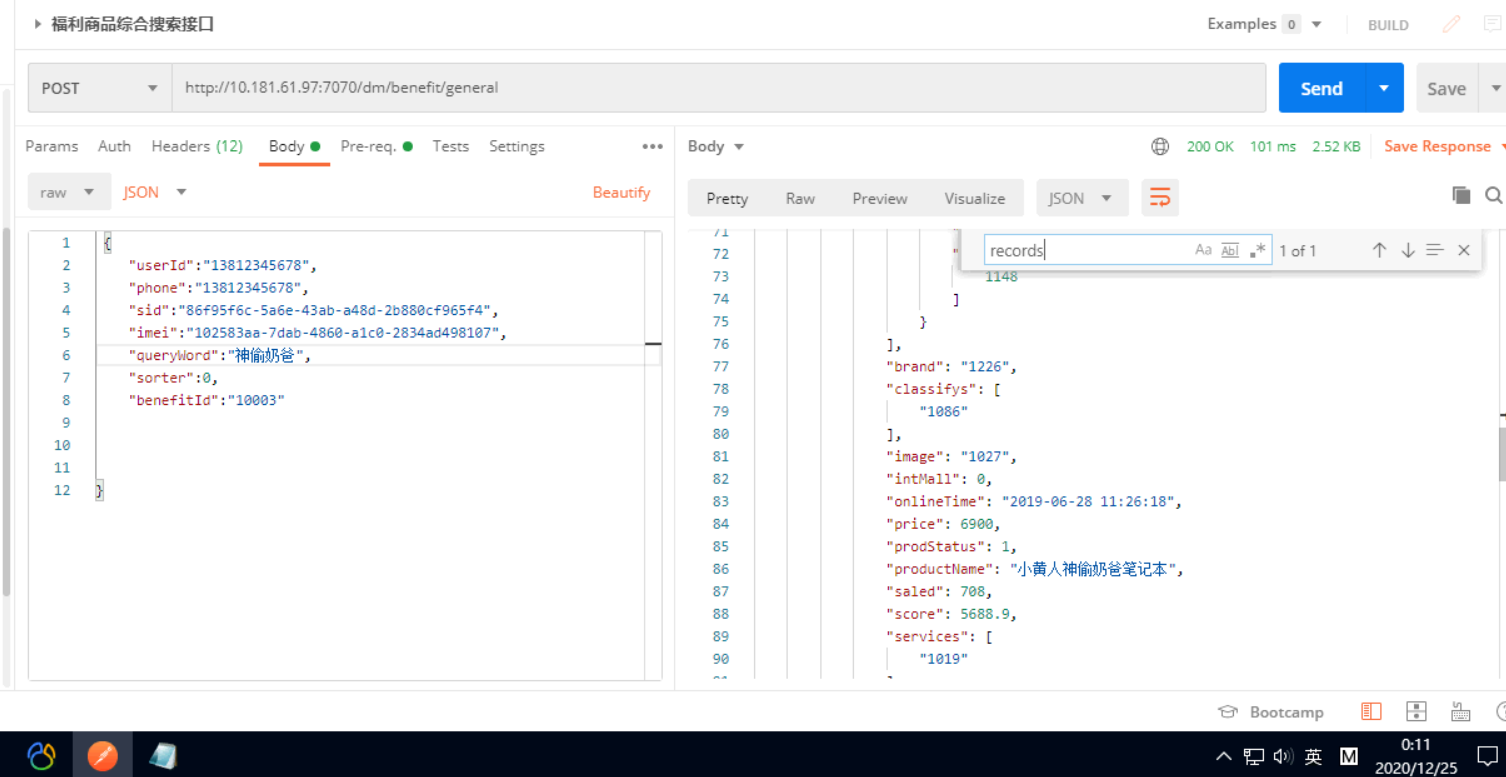 福利商品综合搜索接口
Examples 0 BUILD
POST http://10.181.61.97:7070/dm/benefit/general Send Save
Params Auth Headers (12) Body Pre-req. Tests Settings ••• Body 200 OK 101 ms 2.52 KB Save Response
raw JSON Beautify Pretty Raw Preview Visualize JSON
1 {
2 "userId":"13812345678",
3 "phone":"13812345678",
4 "sid":"86f95f6c-5a6e-43ab-a48d-2b880cf965f4",
5 "imei":"102583aa-7dab-4860-a1c0-2834ad498107",
6 "queryWord":"神偷奶爸",
7 "sorter":0,
8 "benefitId":"10003"
9
10
11
12 }
records Aa Abl .* 1 of 1
71
72 "
73 1148
74 ]
75 }
76 ],
77 "brand": "1226",
78 "classifys": [
79 "1086"
80 ],
81 "image": "1027",
82 "intMall": 0,
83 "onlineTime": "2019-06-28 11:26:18",
84 "price": 6900,
85 "prodStatus": 1,
86 "productName": "小黄人神偷奶爸笔记本",
87 "saled": 708,
88 "score": 5688.9,
89 "services": [
90 "1019"
Bootcamp
英 M 0:11
2020/12/25